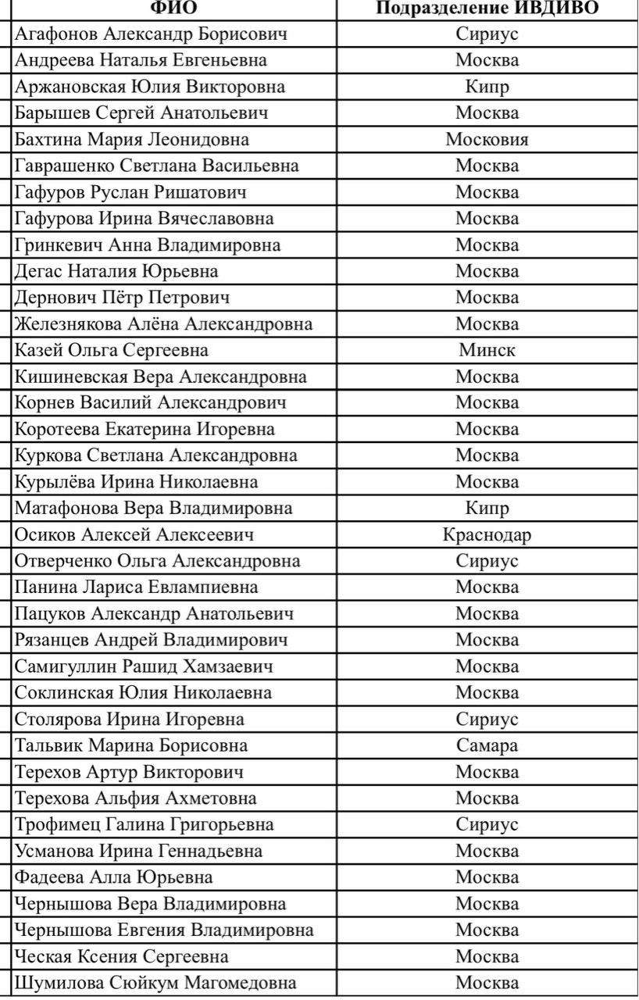 ФИО Подразделение ИВДИВО
Агафонов Александр Борисович Сириус
Андреева Наталья Евгеньевна Москва
Аржановская Юлия Викторовна Кипр
Барышев Сергей Анатольевич Москва
Бахтина Мария Леонидовна Московия
Гаврашенко Светлана Васильевна Москва
Гафуров Руслан Ришатович Москва
Гафурова Ирина Вячеславовна Москва
Гринкевич Анна Владимировна Москва
Дегас Наталия Юрьевна Москва
Дернович Пётр Петрович Москва
Железнякова Алёна Александровна Москва
Казей Ольга Сергеевна Минск
Кишиневская Вера Александровна Москва
Корнев Василий Александрович Москва
Коротеева Екатерина Игоревна Москва
Куркова Светлана Александровна Москва
Курылёва Ирина Николаевна Москва
Матафонова Вера Владимировна Кипр
Осиков Алексей Алексеевич Краснодар
Отверченко Ольга Александровна Сириус
Панина Лариса Евлампиевна Москва
Пацуков Александр Анатольевич Москва
Рязанцев Андрей Владимирович Москва
Самигуллин Рашид Хамзаевич Москва
Соклинская Юлия Николаевна Москва
Столярова Ирина Игоревна Сириус
Тальвик Марина Борисовна Самара
Терехов Артур Викторович Москва
Терехова Альфия Ахметовна Москва
Трофимец Галина Григорьевна Сириус
Усманова Ирина Геннадьевна Москва
Фадеева Алла Юрьевна Москва
Чернышова Вера Владимировна Москва
Чернышова Евгения Владимировна Москва
Ческая Ксения Сергеевна Москва
Шумилова Сюйкум Магомедовна Москва